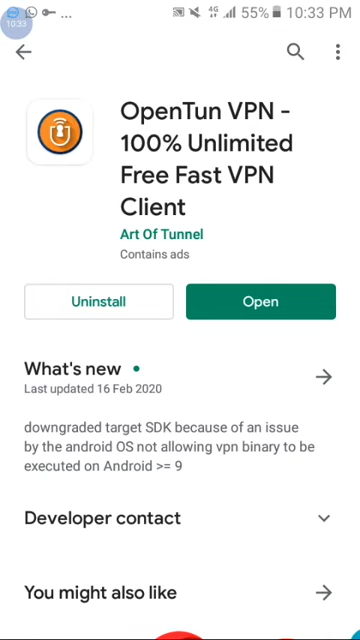 4G 55% 10:33 PM
10:33
OpenTun VPN -
100% Unlimited
Free Fast VPN
Client
Art Of Tunnel
Contains ads
Uninstall
Open
What's new
Last updated 16 Feb 2020
downgraded target SDK because of an issue
by the android OS not allowing vpn binary to be
executed on Android >= 9
Developer contact
You might also like